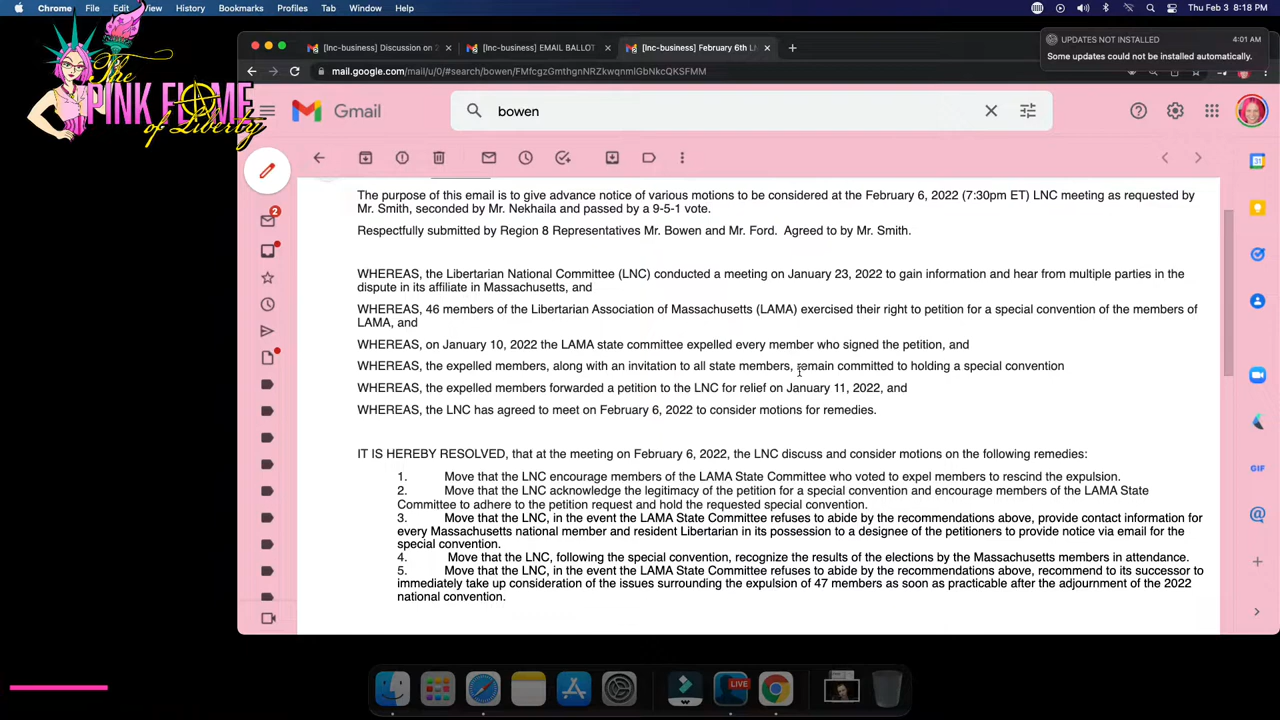 Chrome File Edit View History Bookmarks Profiles Tab Window Help
Thu Feb 3 8:18 PM
The
PINK FLAME
of Liberty
[lnc-business] Discussion on 2
[lnc-business] EMAIL BALLOT
[lnc-business] February 6th L
UPDATES NOT INSTALLED 4:01 AM
Some updates could not be installed automatically.
mail.google.com/mail/u/0/#search/bowen/FMfcgzGmthgnNRZkwqnmlGbNkcQKSFMM
Gmail
bowen
2
The purpose of this email is to give advance notice of various motions to be considered at the February 6, 2022 (7:30pm ET) LNC meeting as requested by
Mr. Smith, seconded by Mr. Nekhaila and passed by a 9-5-1 vote.
Respectfully submitted by Region 8 Representatives Mr. Bowen and Mr. Ford. Agreed to by Mr. Smith.
WHEREAS, the Libertarian National Committee (LNC) conducted a meeting on January 23, 2022 to gain information and hear from multiple parties in the
dispute in its affiliate in Massachusetts, and
WHEREAS, 46 members of the Libertarian Association of Massachusetts (LAMA) exercised their right to petition for a special convention of the members of
LAMA, and
WHEREAS, on January 10, 2022 the LAMA state committee expelled every member who signed the petition, and
WHEREAS, the expelled members, along with an invitation to all state members, remain committed to holding a special convention
WHEREAS, the expelled members forwarded a petition to the LNC for relief on January 11, 2022, and
WHEREAS, the LNC has agreed to meet on February 6, 2022 to consider motions for remedies.
IT IS HEREBY RESOLVED, that at the meeting on February 6, 2022, the LNC discuss and consider motions on the following remedies:
1. Move that the LNC encourage members of the LAMA State Committee who voted to expel members to rescind the expulsion.
2. Move that the LNC acknowledge the legitimacy of the petition for a special convention and encourage members of the LAMA State
Committee to adhere to the petition request and hold the requested special convention.
3. Move that the LNC, in the event the LAMA State Committee refuses to abide by the recommendations above, provide contact information for
every Massachusetts national member and resident Libertarian in its possession to a designee of the petitioners to provide notice via email for the
special convention.
4. Move that the LNC, following the special convention, recognize the results of the elections by the Massachusetts members in attendance.
5. Move that the LNC, in the event the LAMA State Committee refuses to abide by the recommendations above, recommend to its successor to
immediately take up consideration of the issues surrounding the expulsion of 47 members as soon as practicable after the adjournment of the 2022
national convention.
GIF
LIVE